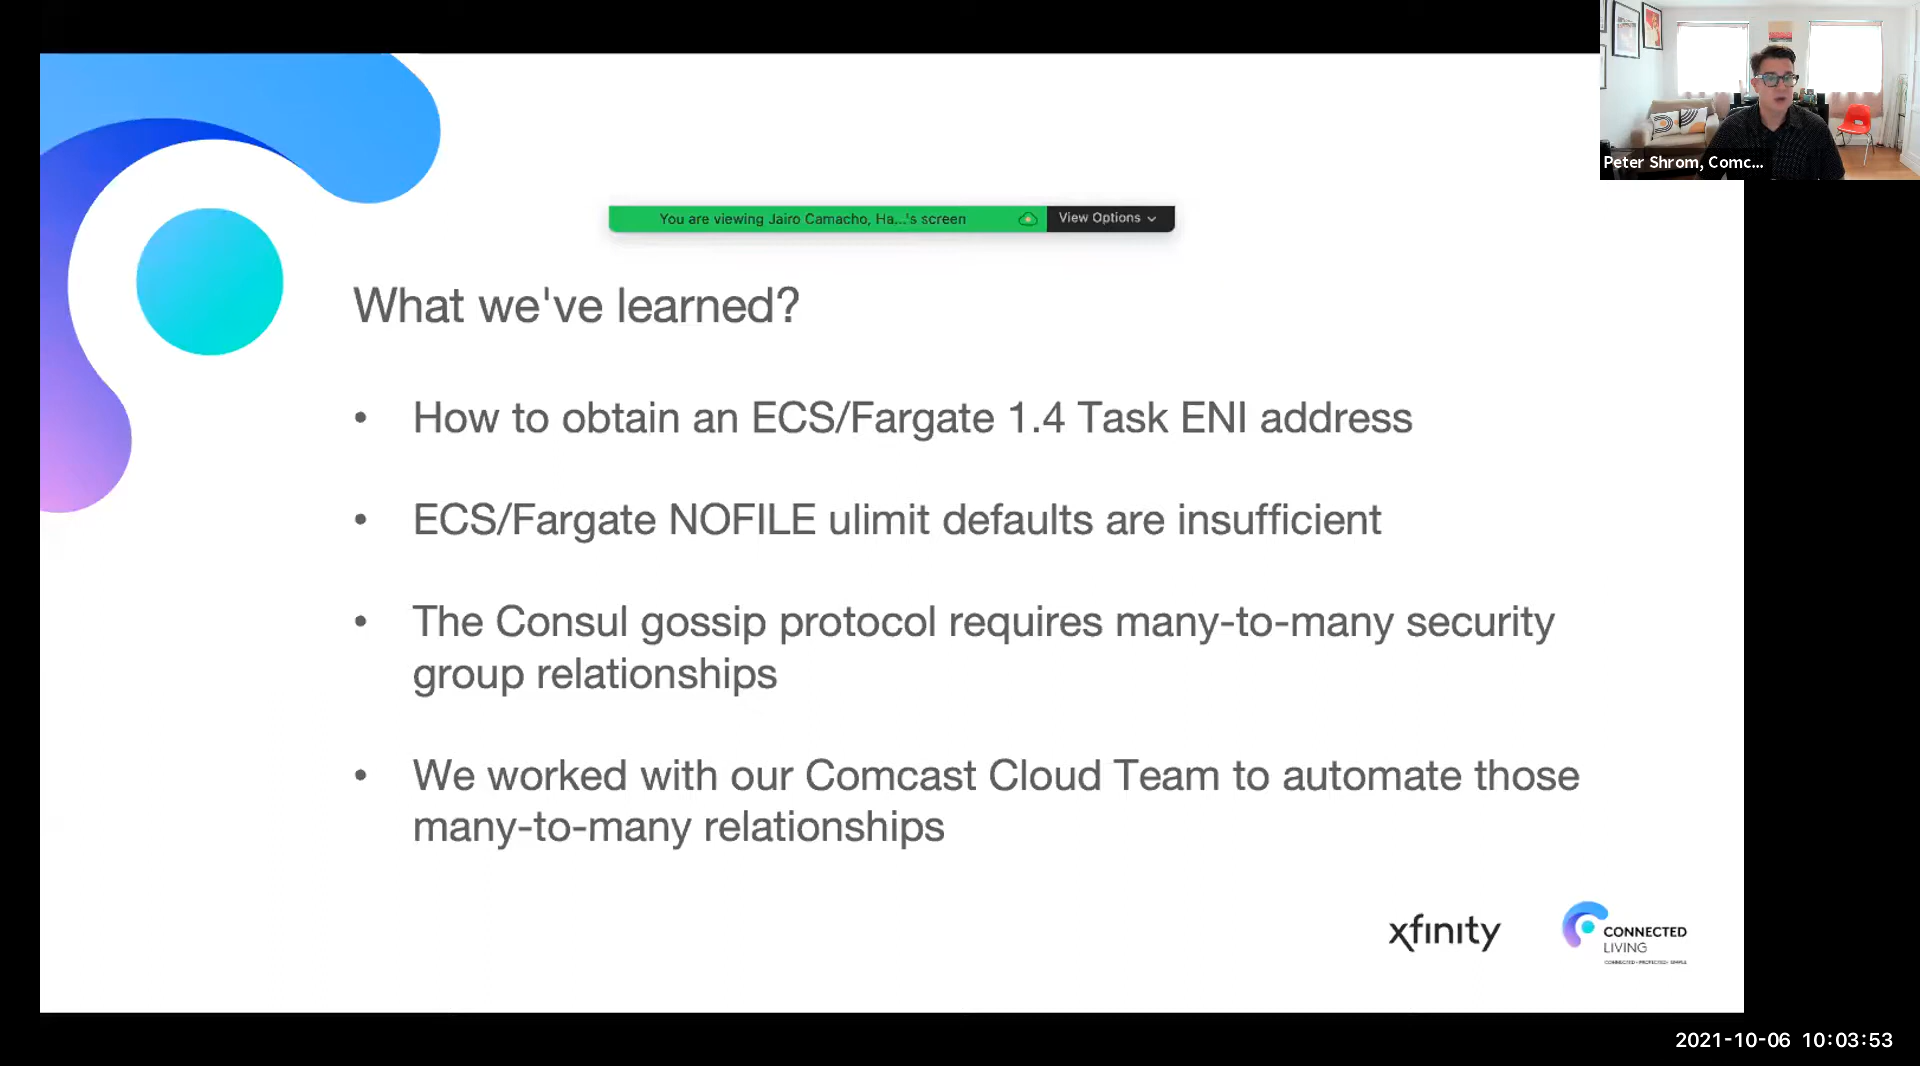 Peter Shrom, Comc...
You are viewing Jairo Camacho, Ha...'s screen
View Options
What we've learned?
• How to obtain an ECS/Fargate 1.4 Task ENI address
• ECS/Fargate NOFILE ulimit defaults are insufficient
• The Consul gossip protocol requires many-to-many security
group relationships
• We worked with our Comcast Cloud Team to automate those
many-to-many relationships
xfinity
CONNECTED
LIVING
CONNECTED • PROTECTED • SIMPLE
2021-10-06 10:03:53